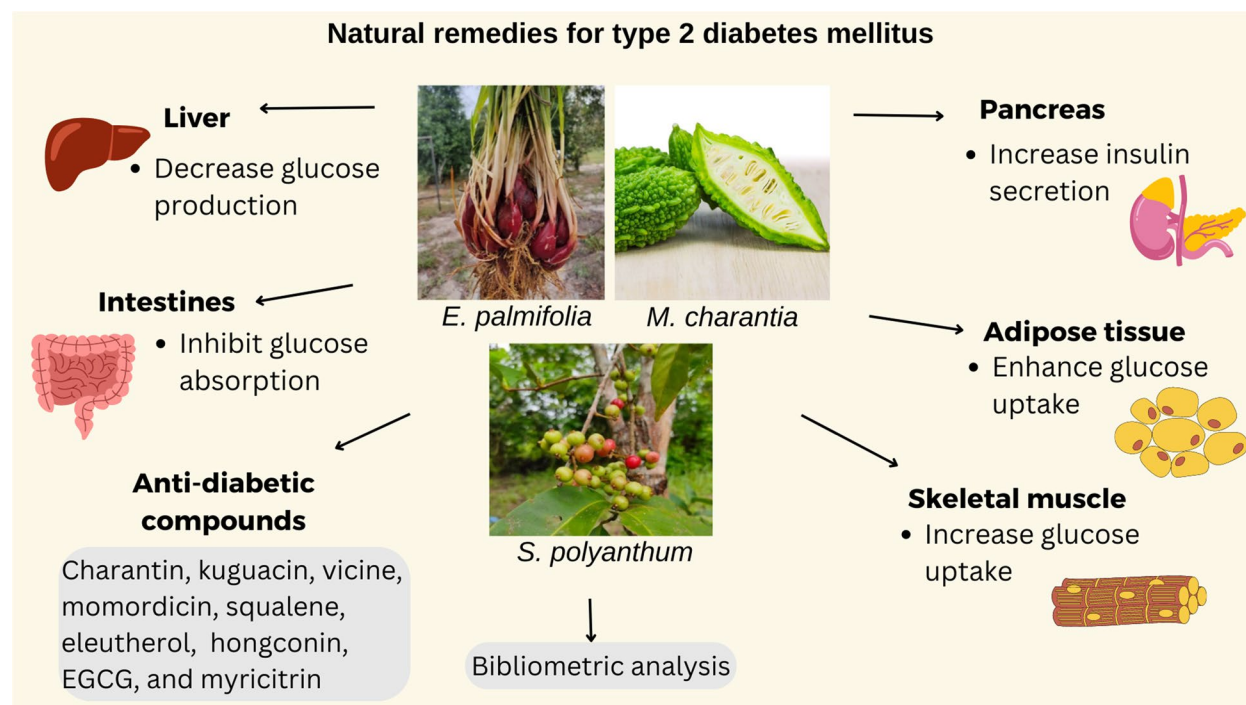 Natural remedies for type 2 diabetes mellitus
Liver
• Decrease glucose
production
Intestines
• Inhibit glucose
absorption
Anti-diabetic
compounds
Charantin, kuguacin, vicine,
momordicin, squalene,
eleutherol, hongconin,
EGCG, and myricitrin
E. palmifolia
M. charantia
S. polyanthum
Bibliometric analysis
Pancreas
• Increase insulin
secretion
Adipose tissue
• Enhance glucose
uptake
Skeletal muscle
• Increase glucose
uptake